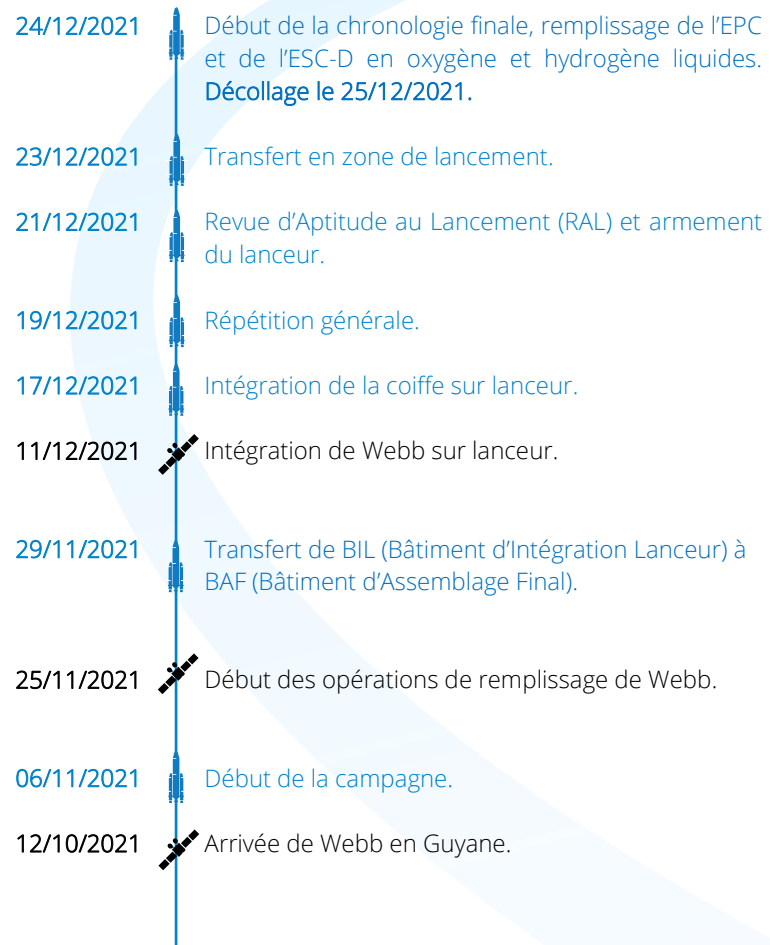 24/12/2021 Début de la chronologie finale, remplissage de l’EPC
et de l’ESC-D en oxygène et hydrogène liquides.
Décollage le 25/12/2021.
23/12/2021 Transfert en zone de lancement.
21/12/2021 Revue d’Aptitude au Lancement (RAL) et armement
du lanceur.
19/12/2021 Répétition générale.
17/12/2021 Intégration de la coiffe sur lanceur.
11/12/2021 Intégration de Webb sur lanceur.
29/11/2021 Transfert de BIL (Bâtiment d’Intégration Lanceur) à
BAF (Bâtiment d’Assemblage Final).
25/11/2021 Début des opérations de remplissage de Webb.
06/11/2021 Début de la campagne.
12/10/2021 Arrivée de Webb en Guyane.